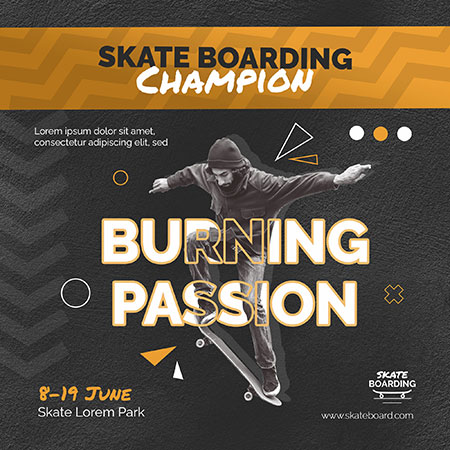 SKATE BOARDING
CHAMPION
Lorem ipsum dolor sit amet,
consectetur adipiscing elit, sed
BURNING
PASSION
8-19 JUNE
Skate Lorem Park
SKATE
BOARDING
www.skateboard.com